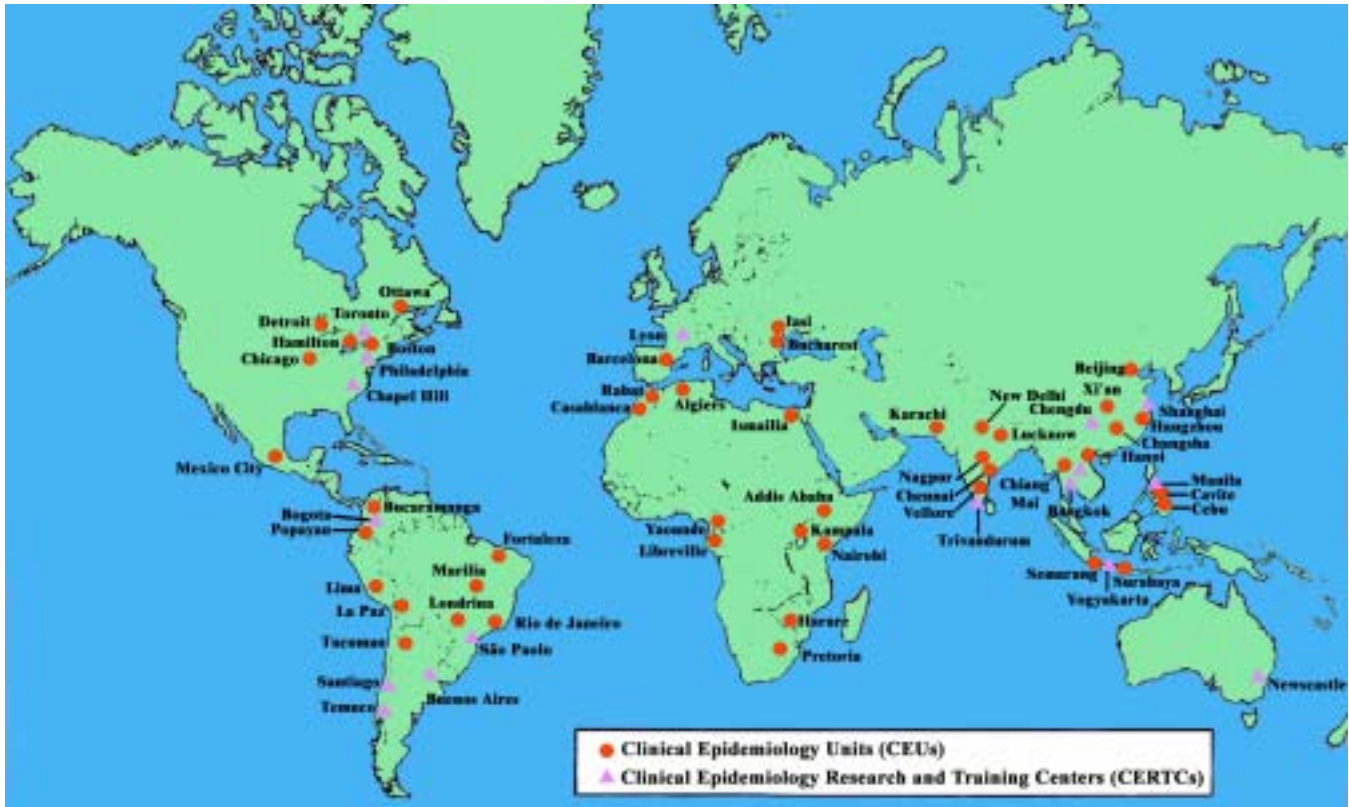 Ottawa
Toronto
Detroit
Hamilton
Boston
Chicago
Philadelphia
Chapel Hill
Mexico City
Bucaramanga
Bogota
Popayan
Fortaleza
Marilia
Lima
La Paz
Londrina
Rio de Janeiro
Tucoman
São Paolo
Santiago
Buenos Aires
Temuco
Lyon
Iasi
Bucharest
Barcelona
Rabat
Algiers
Casablanca
Ismailia
Addis Ababa
Yaounde
Kampala
Libreville
Nairobi
Harare
Pretoria
Beijing
Xi'an
New Delhi
Chengdu
Shanghai
Karachi
Hangzhou
Lucknow
Changsha
Hanoi
Nagpur
Chennai
Chiang
Mai
Manila
Cavite
Vellore
Bangkok
Cebu
Trivandarum
Semarang
Surabaya
Yogyakarta
Newcastle
Clinical Epidemiology Units (CEUs)
Clinical Epidemiology Research and Training Centers (CERTCs)